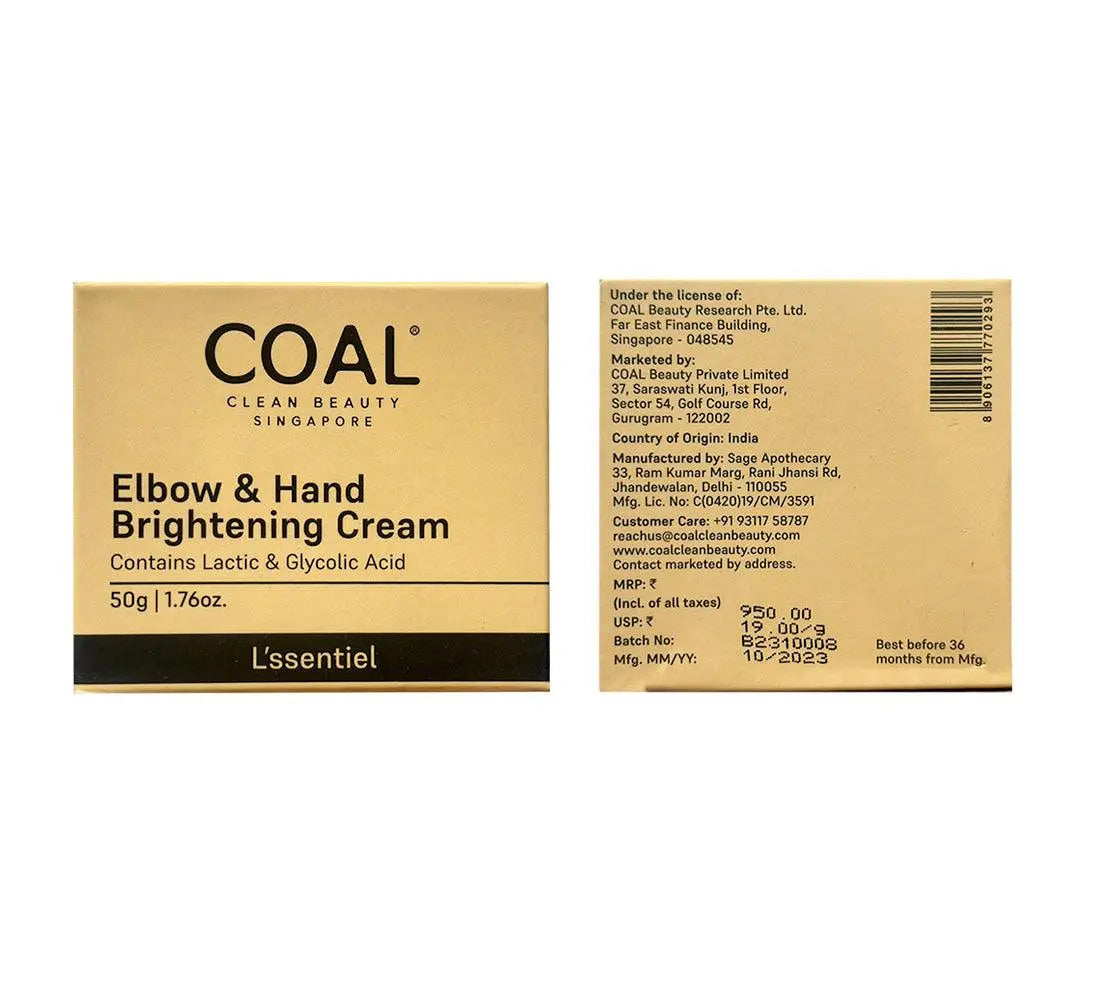 COAL®
CLEAN BEAUTY
SINGAPORE
Elbow & Hand
Brightening Cream
Contains Lactic & Glycolic Acid
50g | 1.76oz.
L'ssentiel
Under the license of:
COAL Beauty Research Pte. Ltd.
Far East Finance Building,
Singapore - 048545
Marketed by:
COAL Beauty Private Limited
37, Saraswati Kunj, 1st Floor,
Sector 54, Golf Course Rd,
Gurugram - 122002
Country of Origin: India
Manufactured by: Sage Apothecary
33, Ram Kumar Marg, Rani Jhansi Rd,
Jhandewalan, Delhi - 110055
Mfg. Lic. No: C(0420)19/CM/3591
Customer Care: +91 93117 58787
reachus@coalcleanbeauty.com
www.coalcleanbeauty.com
Contact marketed by address.
MRP: ₹
(Incl. of all taxes) 950.00
USP: ₹ 19.00/g
Batch No: B2310008
Mfg. MM/YY: 10/2023
Best before 36
months from Mfg.
8 906137 770293